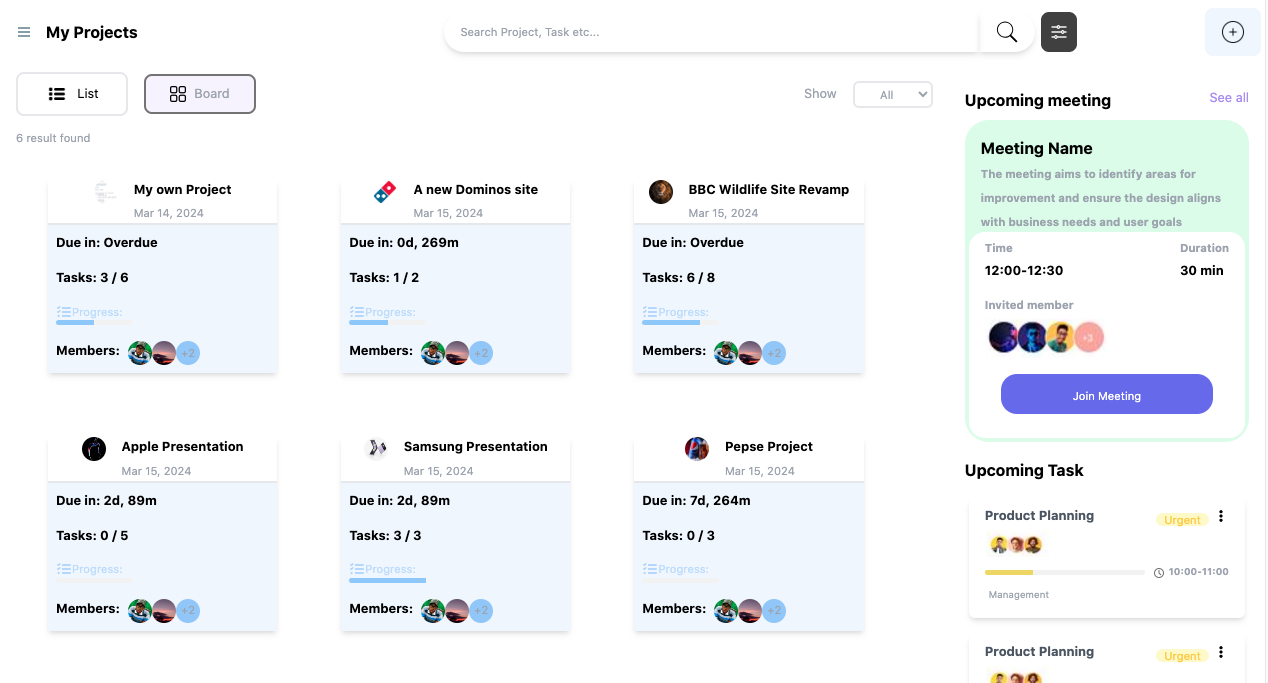 My Projects
Search Project, Task etc...
List
Board
Show
All
6 result found
My own Project
Mar 14, 2024
Due in: Overdue
Tasks: 3 / 6
Progress:
Members:
+2
A new Dominos site
Mar 15, 2024
Due in: 0d, 269m
Tasks: 1 / 2
Progress:
Members:
+2
BBC Wildlife Site Revamp
Mar 15, 2024
Due in: Overdue
Tasks: 6 / 8
Progress:
Members:
+2
Apple Presentation
Mar 15, 2024
Due in: 2d, 89m
Tasks: 0 / 5
Progress:
Members:
+2
Samsung Presentation
Mar 15, 2024
Due in: 2d, 89m
Tasks: 3 / 3
Progress:
Members:
+2
Pepse Project
Mar 15, 2024
Due in: 7d, 264m
Tasks: 0 / 3
Progress:
Members:
+2
Upcoming meeting
See all
Meeting Name
The meeting aims to identify areas for
improvement and ensure the design aligns
with business needs and user goals
Time
Duration
12:00-12:30
30 min
Invited member
+3
Join Meeting
Upcoming Task
Product Planning
Urgent
10:00-11:00
Management
Product Planning
Urgent